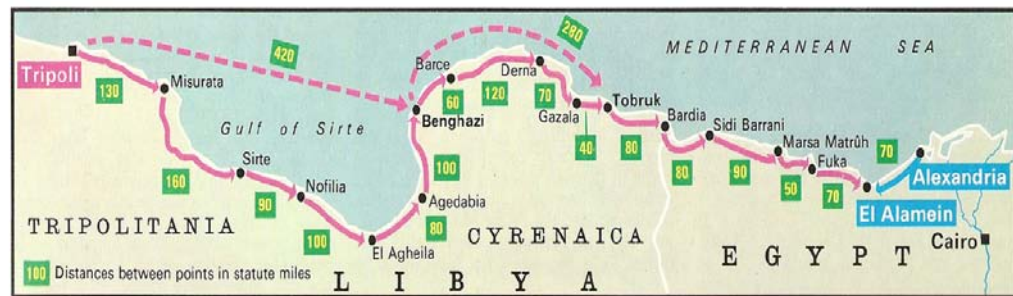 280
MEDITERRANEAN SEA
420
Tripoli
130
Misurata
Gulf of Sirte
Barce
Derna
60
120
70
Benghazi
Gazala
Tobruk
40
80
Bardia
Sidi Barrani
80
90
Marsa Matrûh
Fuka
50
70
70
Alexandria
El Alamein
Cairo
160
Sirte
90
Nofilia
100
100
Agedabia
80
El Agheila
TRIPOLITANIA
CYRENAICA
EGYPT
LIBYA
100 Distances between points in statute miles